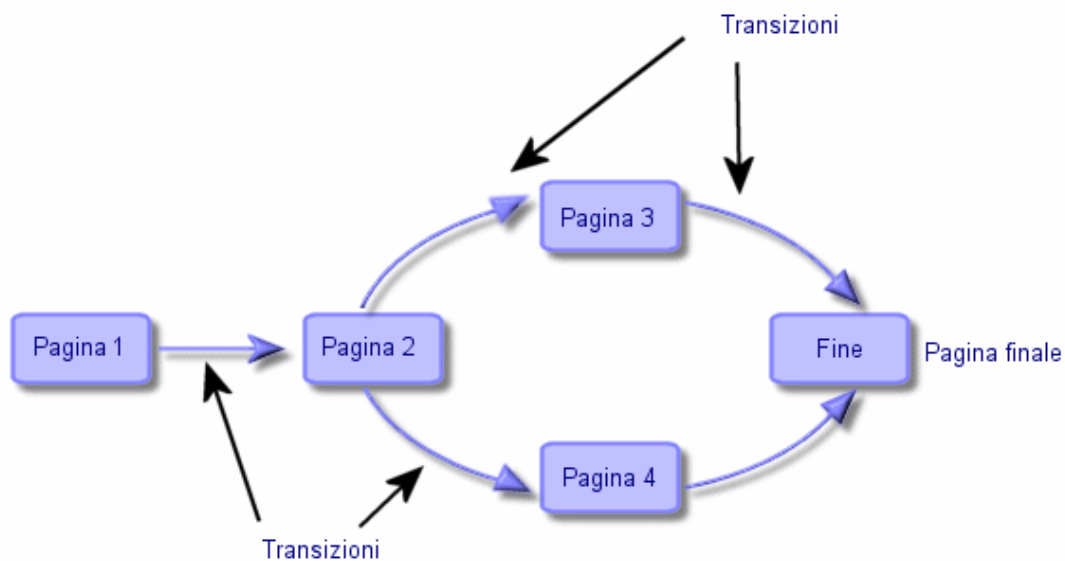 Transizioni
Pagina 3
Pagina 1
Pagina 2
Fine
Pagina finale
Pagina 4
Transizioni